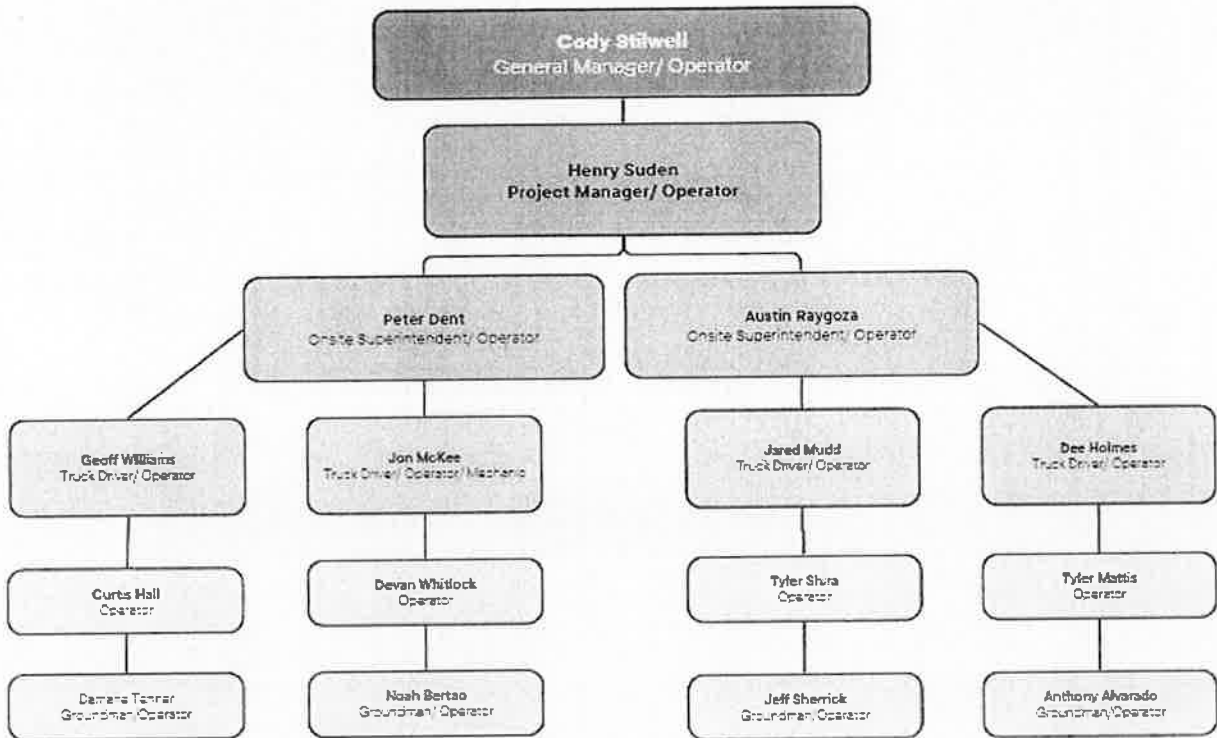 Cody Stilwell
General Manager/ Operator
Henry Suden
Project Manager/ Operator
Peter Dent
Onsite Superintendent/ Operator
Austin Raygoza
Onsite Superintendent/ Operator
Geoff Williams
Truck Driver/ Operator
Jon McKee
Truck Driver/ Operator/ Mechanic
Jared Mudd
Truck Driver/ Operator
Dee Holmes
Truck Driver/ Operator
Curtis Hall
Operator
Devan Whitlock
Operator
Tyler Shira
Operator
Tyler Mattis
Operator
Tanner
Groundman/Operator
Noah Bertao
Groundman/ Operator
Jeff Sherrick
Groundman/Operator
Anthony Alvarado
Groundman/Operator